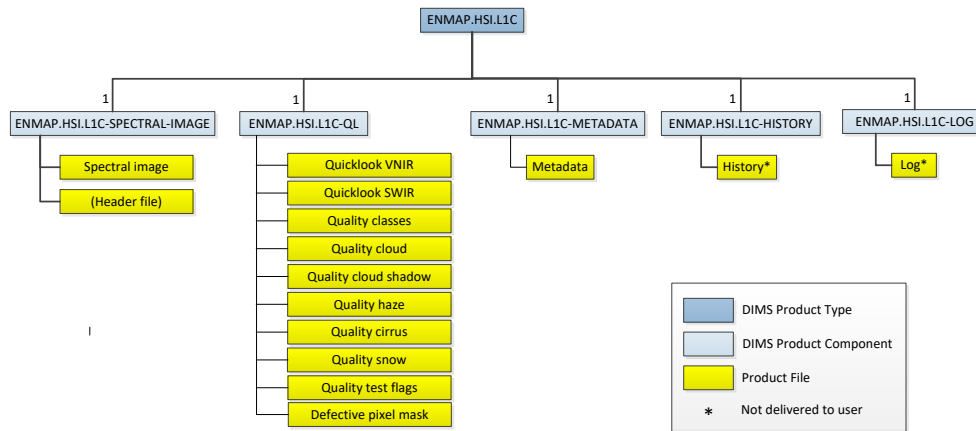 ENMAP.HSI.L1C
1
1
1
1
1
ENMAP.HSI.L1C-SPECTRAL-IMAGE
ENMAP.HSI.L1C-QL
ENMAP.HSI.L1C-METADATA
ENMAP.HSI.L1C-HISTORY
ENMAP.HSI.L1C-LOG
Spectral image
(Header file)
Quicklook VNIR
Quicklook SWIR
Quality classes
Quality cloud
Quality cloud shadow
Quality haze
Quality cirrus
Quality snow
Quality test flags
Defective pixel mask
Metadata
History*
Log*
DIMS Product Type
DIMS Product Component
Product File
* Not delivered to user